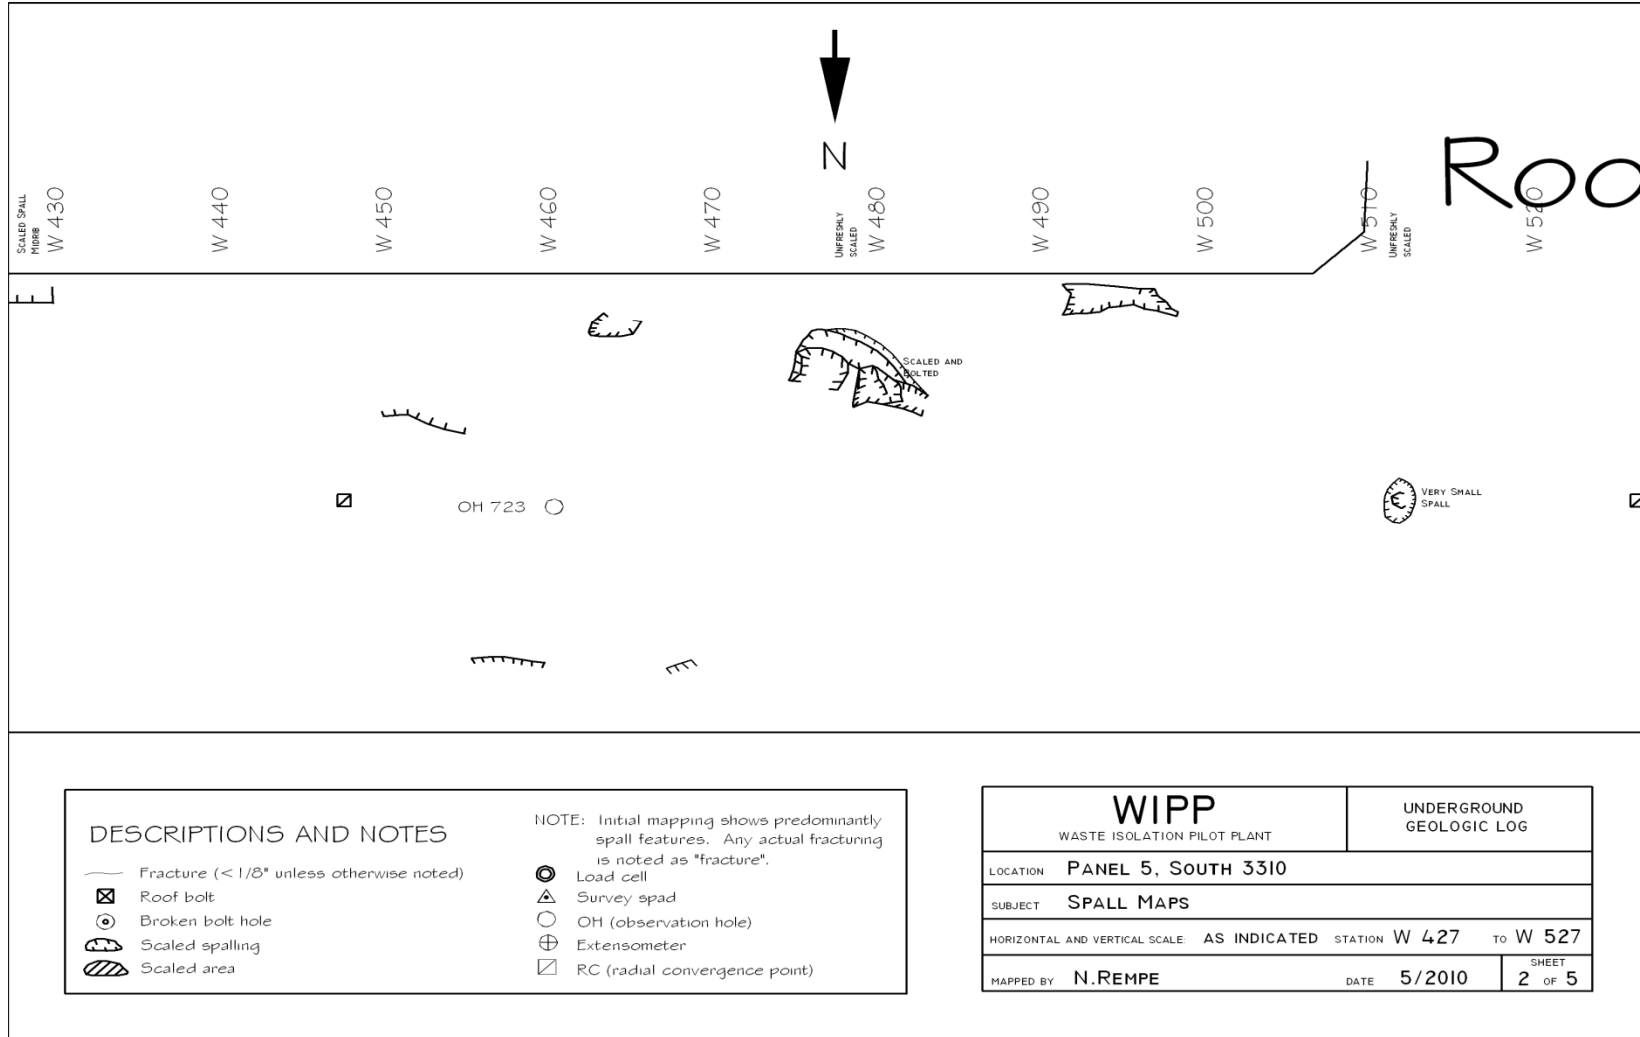 N
Roo
SCALED SPALL
MIDRIB
W 430
W 440
W 450
W 460
W 470
UNFRESHLY
SCALED
W 480
W 490
W 500
W 510
UNFRESHLY
SCALED
W 520
SCALED AND
BOLTED
VERY SMALL
SPALL
OH 723
DESCRIPTIONS AND NOTES
Fracture (< 1/8" unless otherwise noted)
Roof bolt
Broken bolt hole
Scaled spalling
Scaled area
NOTE: Initial mapping shows predominantly
spall features. Any actual fracturing
is noted as "fracture".
Load cell
Survey spad
OH (observation hole)
Extensometer
RC (radial convergence point)
WIPP
WASTE ISOLATION PILOT PLANT
UNDERGROUND
GEOLOGIC LOG
LOCATION PANEL 5, SOUTH 3310
SUBJECT SPALL MAPS
HORIZONTAL AND VERTICAL SCALE: AS INDICATED STATION W 427 TO W 527
MAPPED BY N.REMPE DATE 5/2010 SHEET 2 OF 5